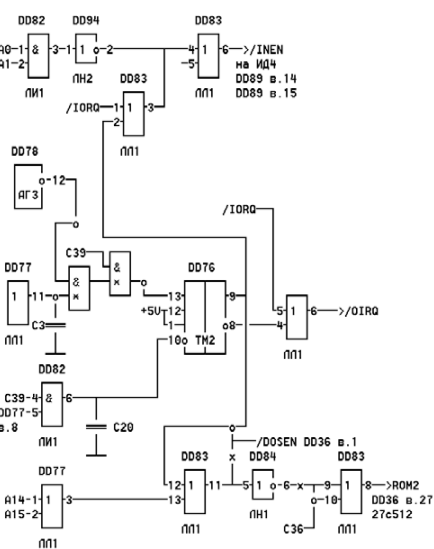 DD82 DD94 DD83
A0-1 & 3-1 1 2 4 1 6 >/INEN
A1-2 -5 на ИД4
DD83 DD89 в.14
ЛИ1 ЛН2 ЛЛ1 DD89 в.15
/IORQ 1 1 3
2
ЛЛ1
DD78
12
АГ3
/IORQ
C39
&
DD77 * DD76
1 11 & 13 9
* +5V 12 5 1 6 >/OIRQ
C3 1 8 4
ЛЛ1 10 ТМ2 ЛЛ1
DD82
C39-4 & 6
DD77-5 C20
в.8
ЛИ1
/DOSEN DD36 в.1
DD77 DD83 x DD84 DD83
12 1 11 5 1 6 x 9 1 8 >ROM2
A14-1 1 3 13 10 DD36 в.27
A15-2 ЛЛ1 ЛН1 27с512
C36 ЛЛ1
ЛЛ1